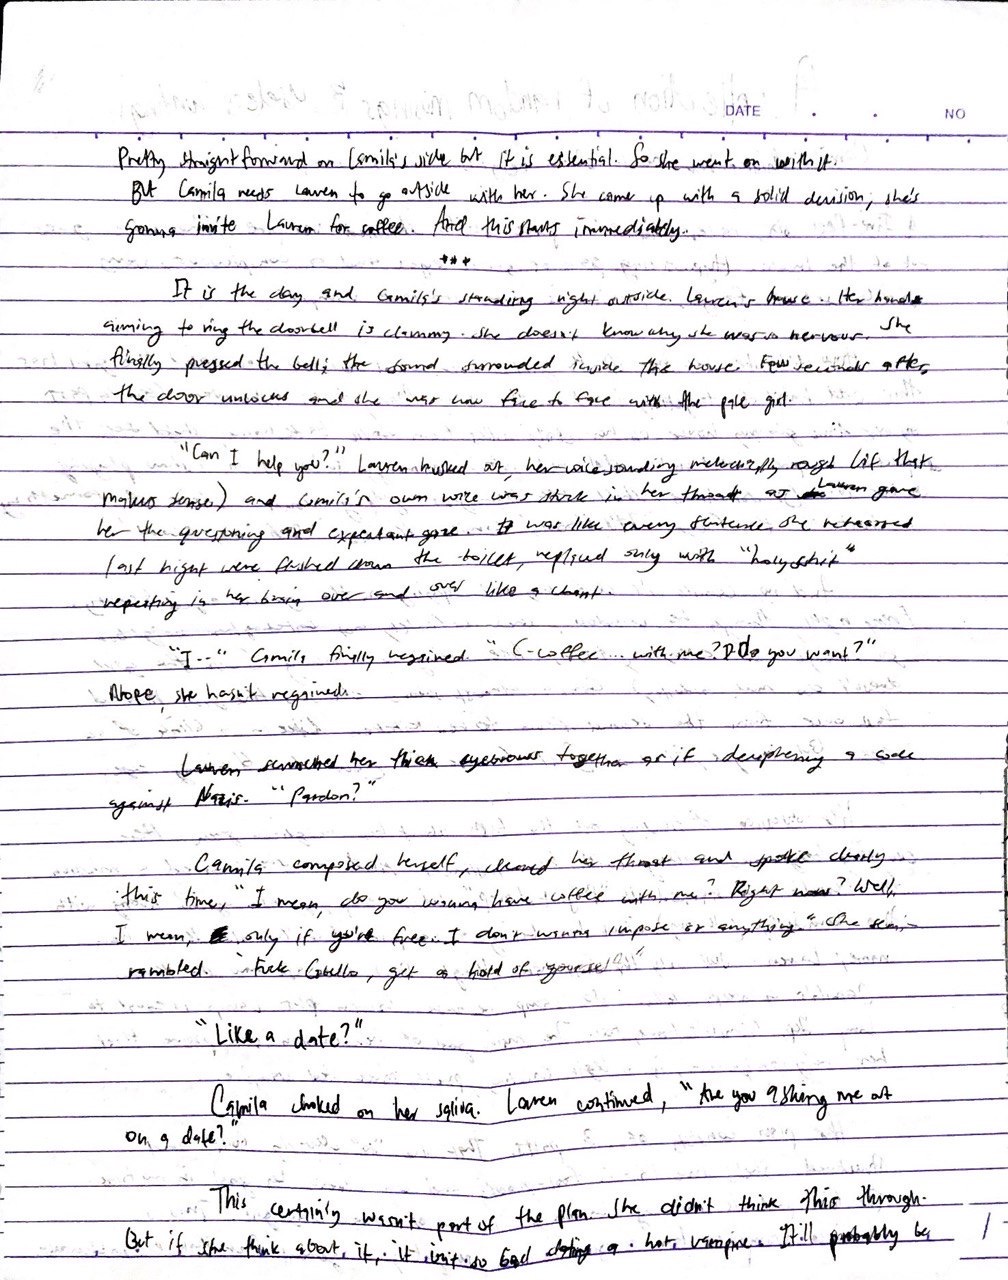 DATE . . . NO
Pretty straightforward on Camila's side but it is essential. So she went on with it.
But Camila needs Lauren to go outside with her. She came up with a solid decision, she's
gonna invite Lauren for coffee. And this starts immediately.
***
It is the day and Camila's standing right outside Lauren's house. Her hands
aiming to ring the doorbell is clammy. She doesn't know why she was so nervous. She
finally pressed the bell; the sound surrounded inside the house. Few seconds after,
the door unlocks and she was now face to face with the pale girl.
"Can I help you?" Lauren husked out, her voice sounding melodically rough (if that
makes sense) and Camila's own voice was stuck in her throat as Lauren gave
her the questioning and expectant gaze. It was like every sentence she rehearsed
last night were flushed down the toilet, replaced only with "holy shit"
repeating in her brain over and over like a chant.
"I--" Camila finally regained. "C-coffee... with me? D-Do you want?"
Nope, she hasn't regained.
Lauren scrunched her thick eyebrows together as if deciphering a code
against Nazis. "Pardon?"
Camila composed herself, cleared her throat and spoke clearly
this time, "I mean, do you wanna have coffee with me? Right now? Well,
I mean, only if you're free. I don't wanna impose or anything." She semi-
rambled. Fuck Cabello, get a hold of yourself
"Like a date?"
Camila choked on her saliva. Lauren continued, "Are you asking me out
on a date?"
This certainly wasn't part of the plan. She didn't think this through.
But if she think about it, it isn't so bad dating a hot vampire. It'll probably be
1